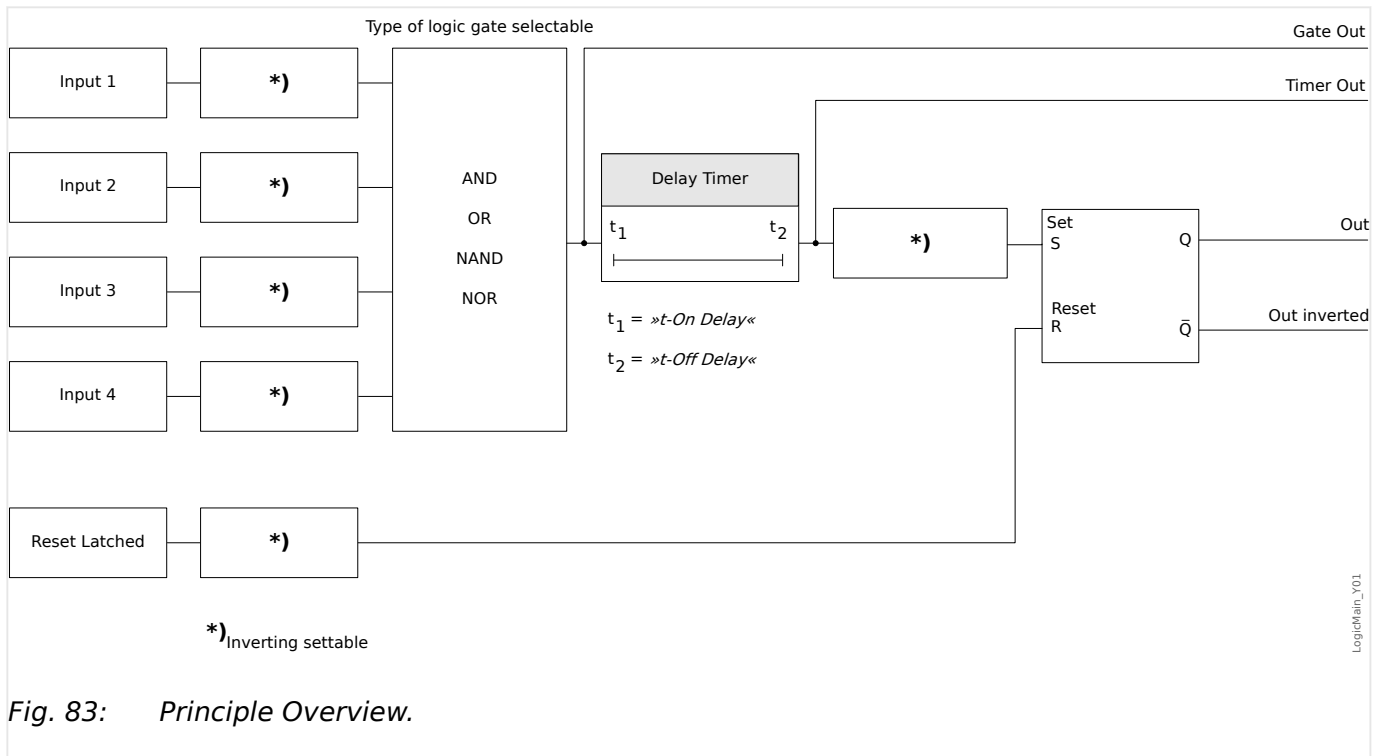 Type of logic gate selectable
Gate Out
Timer Out
Input 1
*)
Input 2
*)
Input 3
*)
Input 4
*)
AND
OR
NAND
NOR
Delay Timer
t1
t2
t1 = »t-On Delay«
t2 = »t-Off Delay«
*)
Set
S
Reset
R
Q
Q̅
Out
Out inverted
Reset Latched
*)
*) Inverting settable
LogicMain_Y01
Fig. 83: Principle Overview.